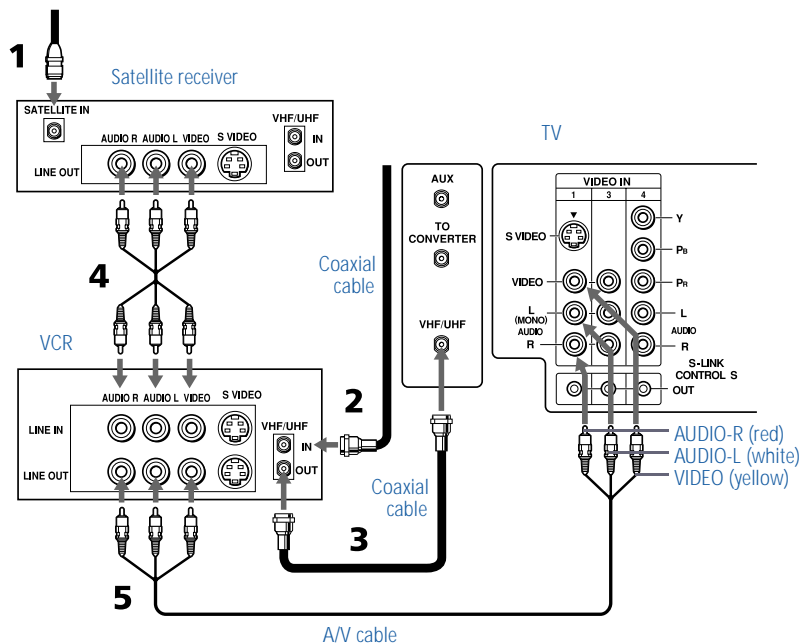 1
Satellite receiver
SATELLITE IN
AUDIO R AUDIO L VIDEO S VIDEO
VHF/UHF
IN
OUT
LINE OUT
4
VCR
AUDIO R AUDIO L VIDEO S VIDEO
LINE IN
LINE OUT
VHF/UHF
IN
OUT
2
Coaxial
cable
AUX
TO
CONVERTER
VHF/UHF
3
Coaxial
cable
5
A/V cable
TV
VIDEO IN
1 3 4
S VIDEO
VIDEO
L
(MONO)
AUDIO
R
Y
PB
PR
L
AUDIO
R
S-LINK
CONTROL S
OUT
AUDIO-R (red)
AUDIO-L (white)
VIDEO (yellow)